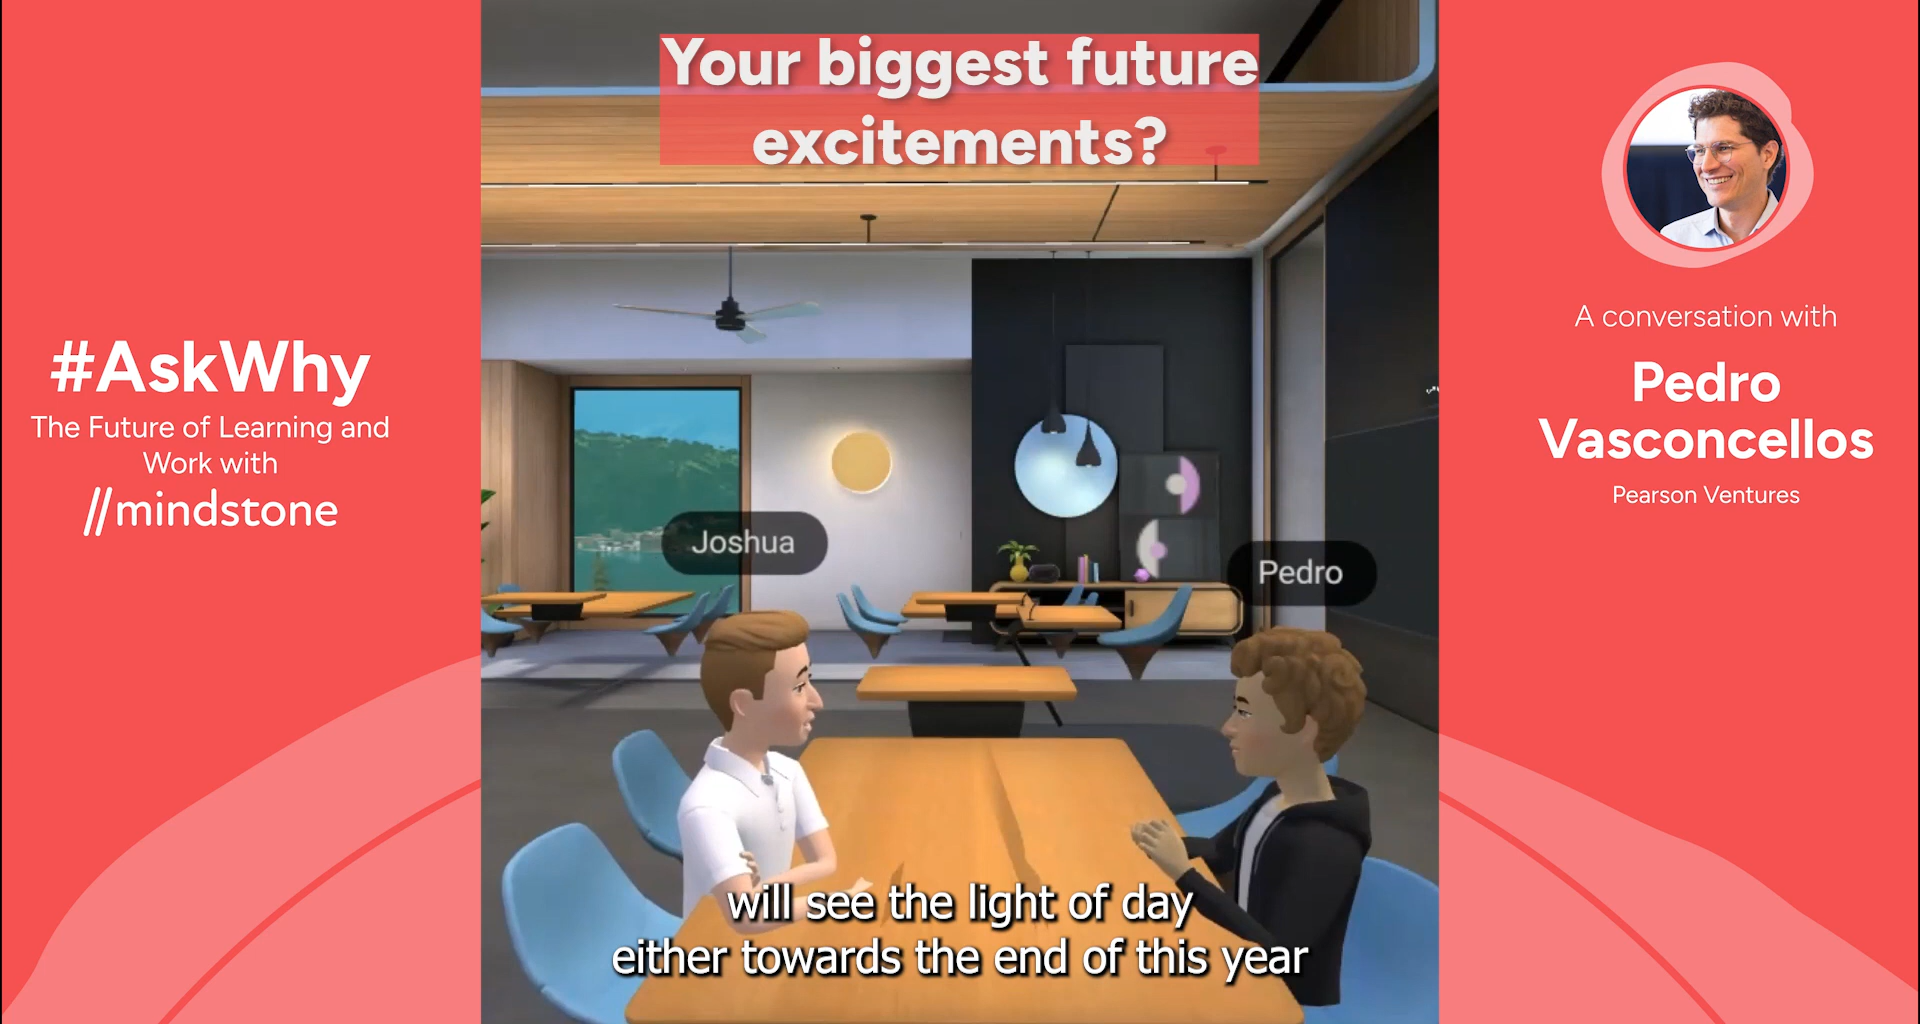 Your biggest future
excitements?
#AskWhy
The Future of Learning and
Work with
//mindstone
A conversation with
Pedro
Vasconcellos
Pearson Ventures
Joshua
Pedro
will see the light of day
either towards the end of this year